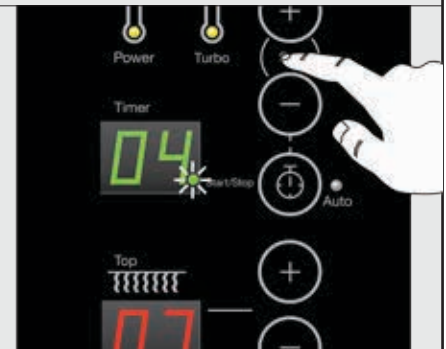 +
Power Turbo
−
Timer
04
Start/Stop
Auto
Top
+
07
−